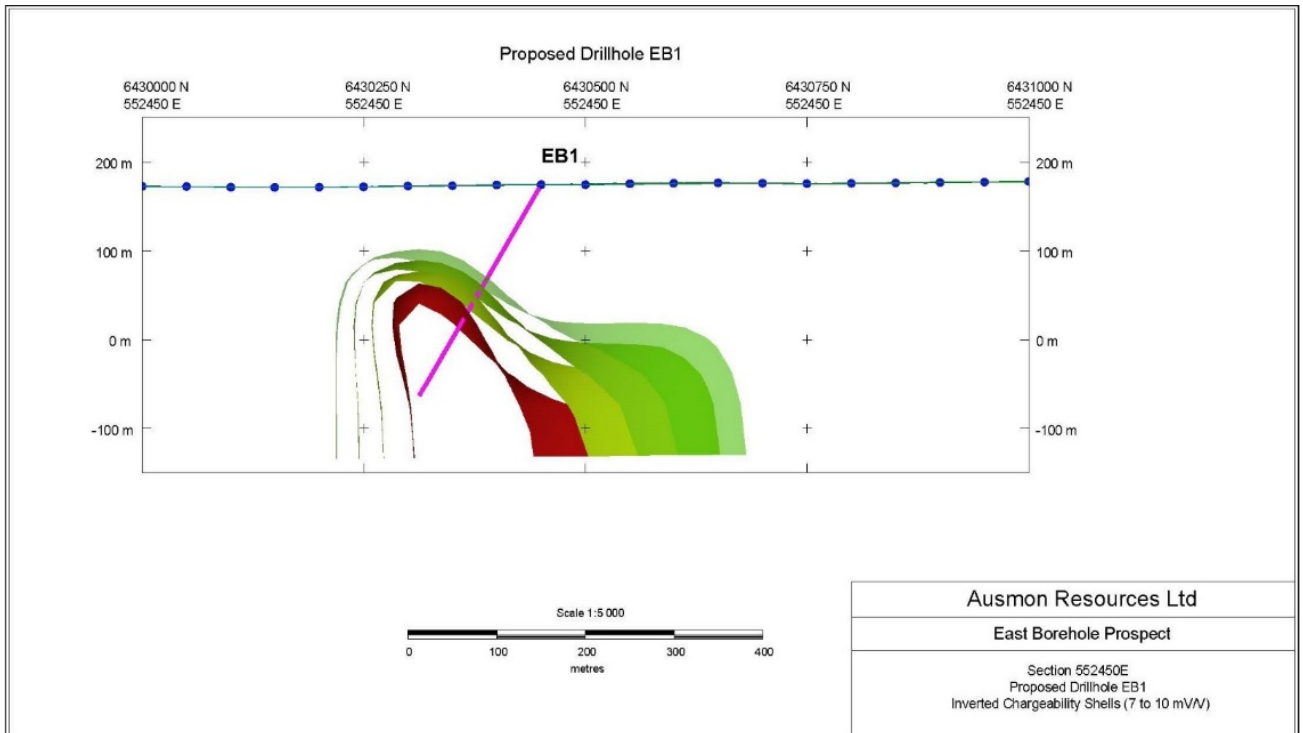 Proposed Drillhole EB1
6430000 N 6430250 N 6430500 N 6430750 N 6431000 N
552450 E 552450 E 552450 E 552450 E 552450 E
200 m 200 m
EB1
100 m 100 m
0 m 0 m
-100 m -100 m
Scale 1:5 000
0 100 200 300 400
metres
Ausmon Resources Ltd
East Borehole Prospect
Section 552450E
Proposed Drillhole EB1
Inverted Chargeability Shells (7 to 10 mV/V)